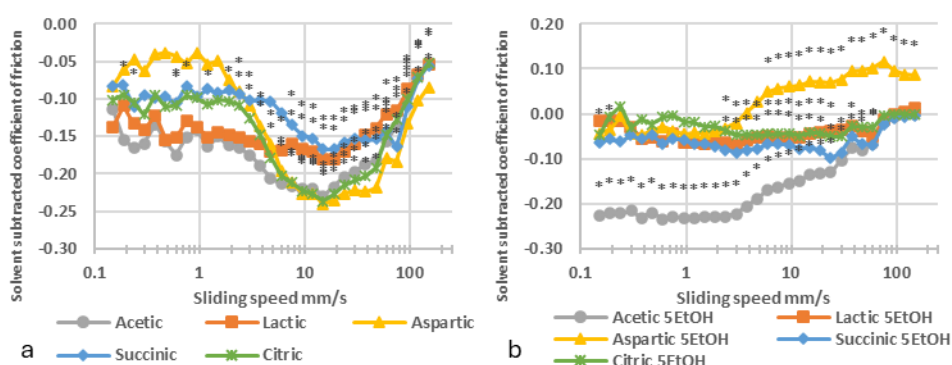 Solvent subtracted coefficient of friction
0.00
-0.05
-0.10
-0.15
-0.20
-0.25
-0.30
0.1 1 10 100
Sliding speed mm/s
Acetic Lactic Aspartic
Succinic Citric
a
Solvent subtracted coefficient of friction
0.20
0.10
0.00
-0.10
-0.20
-0.30
0.1 1 10 100
Sliding speed mm/s
Acetic 5EtOH Lactic 5EtOH
Aspartic 5EtOH Succinic 5EtOH
Citric 5EtOH
b